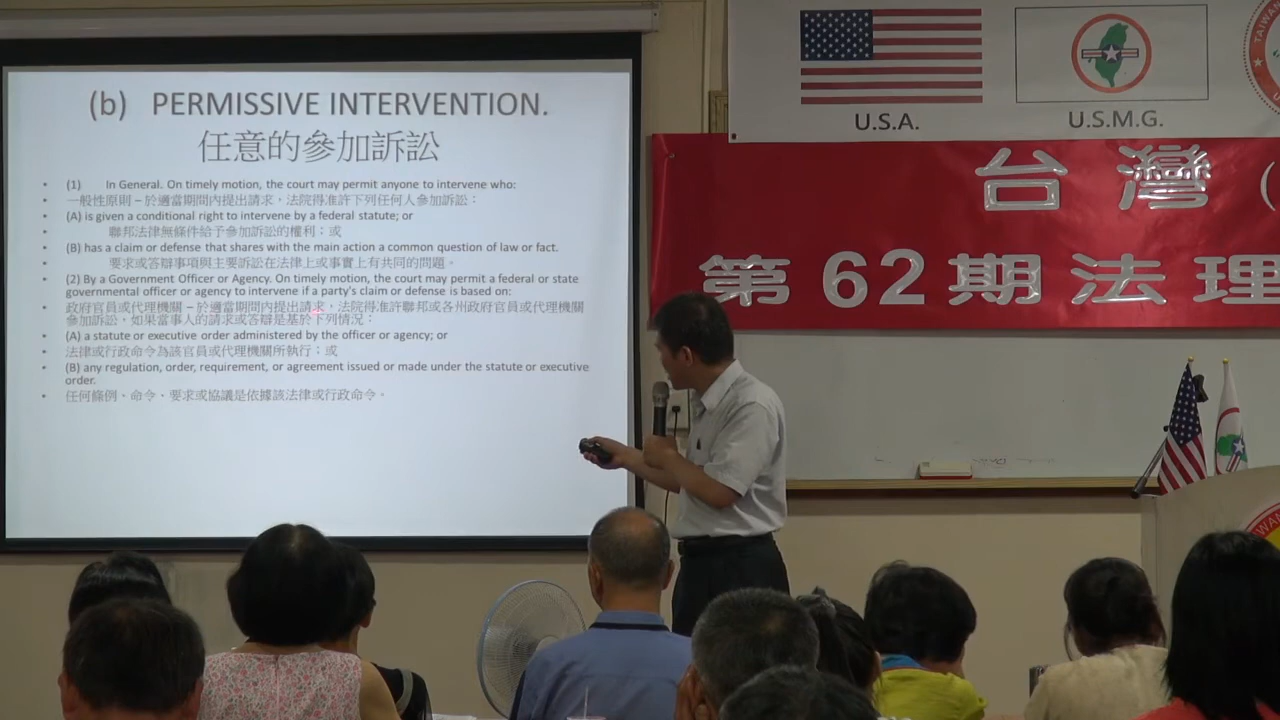 (b) PERMISSIVE INTERVENTION.
任意的參加訴訟
• (1) In General. On timely motion, the court may permit anyone to intervene who:
• 一般性原則 – 於適當期間內提出請求，法院得准許下列任何人參加訴訟：
• (A) is given a conditional right to intervene by a federal statute; or
• 聯邦法律無條件給予參加訴訟的權利；或
• (B) has a claim or defense that shares with the main action a common question of law or fact.
• 要求或答辯事項與主要訴訟在法律上或事實上有共同的問題。
• (2) By a Government Officer or Agency. On timely motion, the court may permit a federal or state
governmental officer or agency to intervene if a party's claim or defense is based on:
• 政府官員或代理機關 – 於適當期間內提出請求，法院得准許聯邦或各州政府官員或代理機關
參加訴訟，如果當事人的請求或答辯是基於下列情況：
• (A) a statute or executive order administered by the officer or agency; or
• 法律或行政命令為該官員或代理機關所執行；或
• (B) any regulation, order, requirement, or agreement issued or made under the statute or executive
order.
• 任何條例、命令、要求或協議是依據該法律或行政命令。
U.S.A.
U.S.M.G.
台灣（
第62期法理